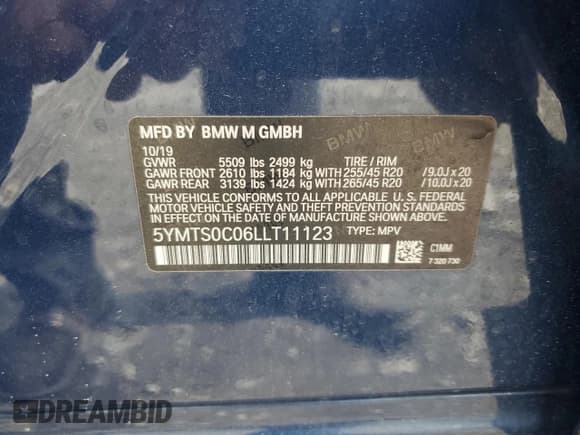 MFD BY BMW M GMBH
10/19
GVWR 5509 lbs 2499 kg TIRE / RIM
GAWR FRONT 2610 lbs 1184 kg WITH 255/45 R20 /9.0J x 20
GAWR REAR 3139 lbs 1424 kg WITH 265/45 R20 /10.0J x 20
THIS VEHICLE CONFORMS TO ALL APPLICABLE U. S. FEDERAL
MOTOR VEHICLE SAFETY AND THEFT PREVENTION STANDARDS
IN EFFECT ON THE DATE OF MANUFACTURE SHOWN ABOVE.
5YMTS0C06LLT11123 TYPE: MPV
C1MM
7 320 730
BMW
BMW
BMW
DREAMBID